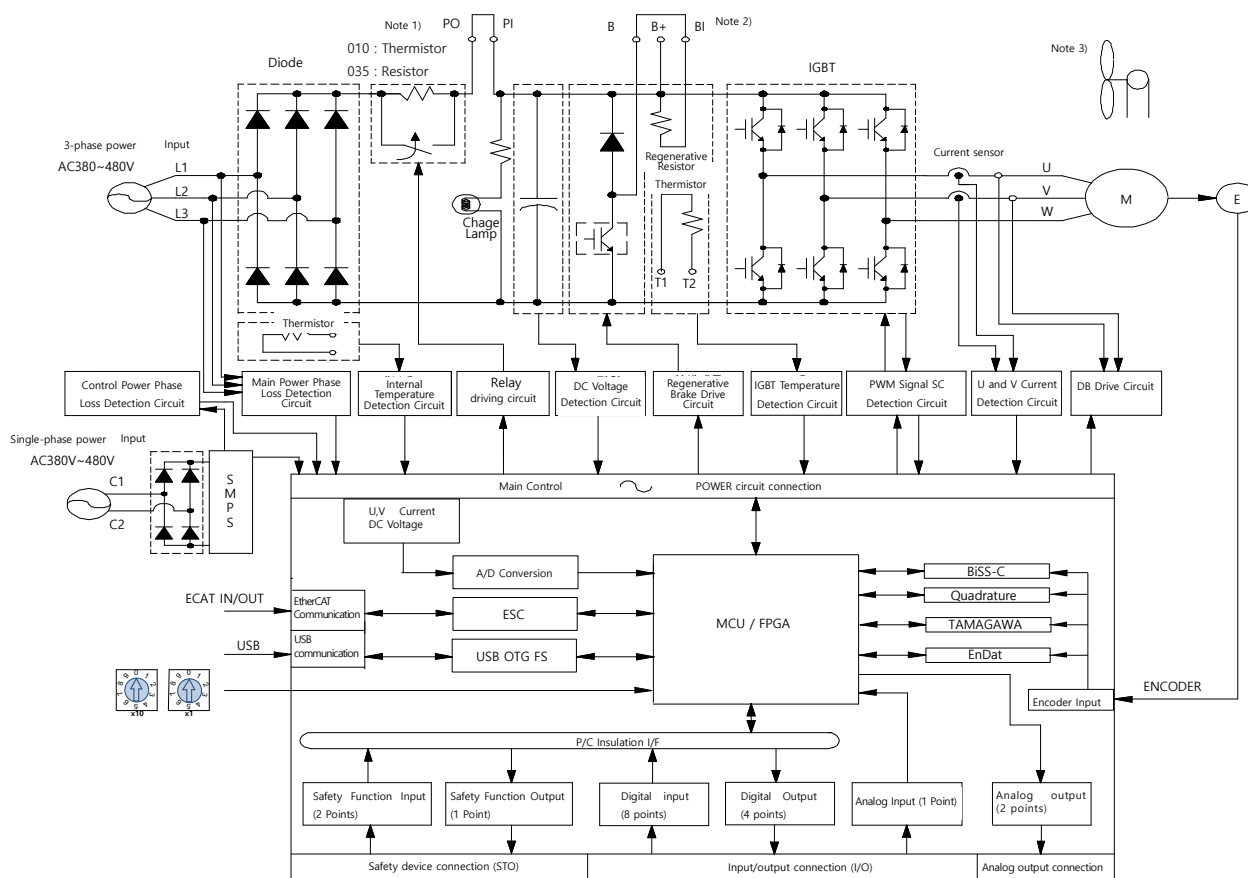 Note 1)
PO
PI
B
B+
BI
Note 2)
010 : Thermistor
035 : Resistor
Diode
IGBT
Note 3)
3-phase power
Input
AC380~480V
L1
L2
L3
Chage
Lamp
Regenerative
Resistor
Thermistor
T1
T2
Current sensor
U
V
W
M
E
Thermistor
Control Power Phase
Loss Detection Circuit
Main Power Phase
Loss Detection
Circuit
Internal
Temperature
Detection Circuit
Relay
driving circuit
DC Voltage
Detection Circuit
Regenerative
Brake Drive
Circuit
IGBT Temperature
Detection Circuit
PWM Signal SC
Detection Circuit
U and V Current
Detection Circuit
DB Drive Circuit
Single-phase power
Input
AC380V~480V
C1
C2
S
M
P
S
Main Control
POWER circuit connection
U,V Current
DC Voltage
A/D Conversion
MCU / FPGA
BiSS-C
Quadrature
TAMAGAWA
EnDat
ECAT IN/OUT
EtherCAT
Communication
ESC
USB
USB
communication
USB OTG FS
x10
x1
ENCODER
Encoder Input
P/C Insulation I/F
Safety Function Input
(2 Points)
Safety Function Output
(1 Point)
Digital input
(8 points)
Digital Output
(4 points)
Analog Input (1 Point)
Analog output
(2 points)
Safety device connection (STO)
Input/output connection (I/O)
Analog output connection